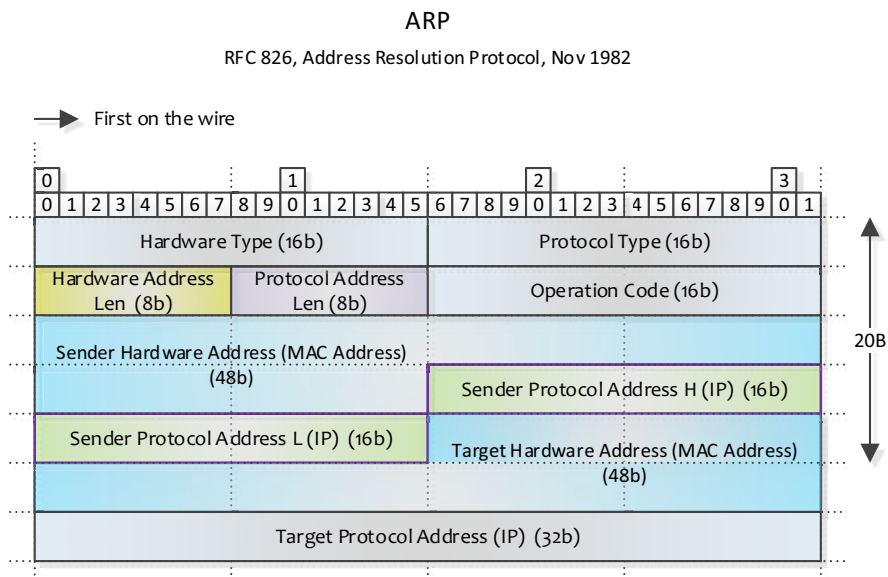 ARP
RFC 826, Address Resolution Protocol, Nov 1982
First on the wire
0 1 2 3
0 1 2 3 4 5 6 7 8 9 0 1 2 3 4 5 6 7 8 9 0 1 2 3 4 5 6 7 8 9 0 1
Hardware Type (16b) Protocol Type (16b)
Hardware Address Protocol Address
Len (8b) Len (8b) Operation Code (16b)
Sender Hardware Address (MAC Address)
(48b)
20B
Sender Protocol Address H (IP) (16b)
Sender Protocol Address L (IP) (16b)
Target Hardware Address (MAC Address)
(48b)
Target Protocol Address (IP) (32b)